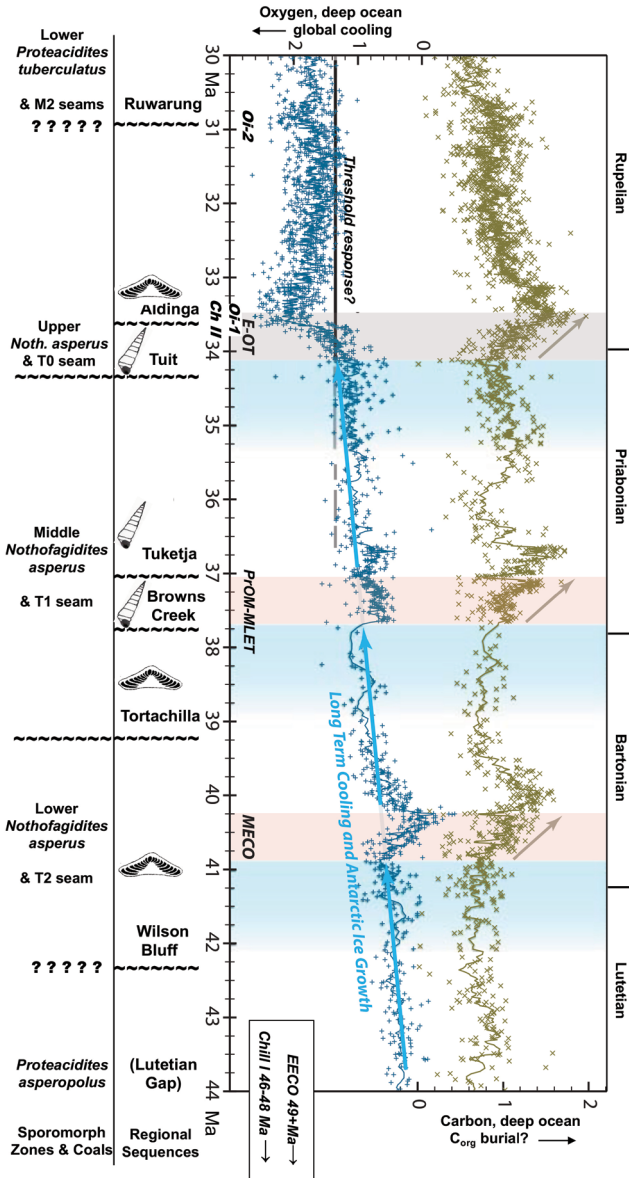 Oxygen, deep ocean
global cooling
2
1
0
Lower
Proteacidites
tuberculatus
& M2 seams
? ? ? ? ?
Ruwarung
30 Ma
31
32
33
34
35
36
37
38
39
40
41
42
43
44
Ma
Oi-2
Threshold response?
Rupelian
Aldinga
Upper
Noth. asperus
& T0 seam
Tuit
E-OT
Oi-1
Ch II
Priabonian
Middle
Nothofagidites
asperus
& T1 seam
Tuketja
Browns
Creek
PrOM-MLET
Tortachilla
Long Term Cooling and Antarctic Ice Growth
Bartonian
Lower
Nothofagidites
asperus
& T2 seam
MECO
Wilson
Bluff
? ? ? ? ?
Lutetian
Proteacidites
asperopolus
(Lutetian
Gap)
EECO 49+Ma
Chill I 46-48 Ma
Sporomorph
Zones & Coals
Regional
Sequences
0
1
2
Carbon, deep ocean
Corg burial?